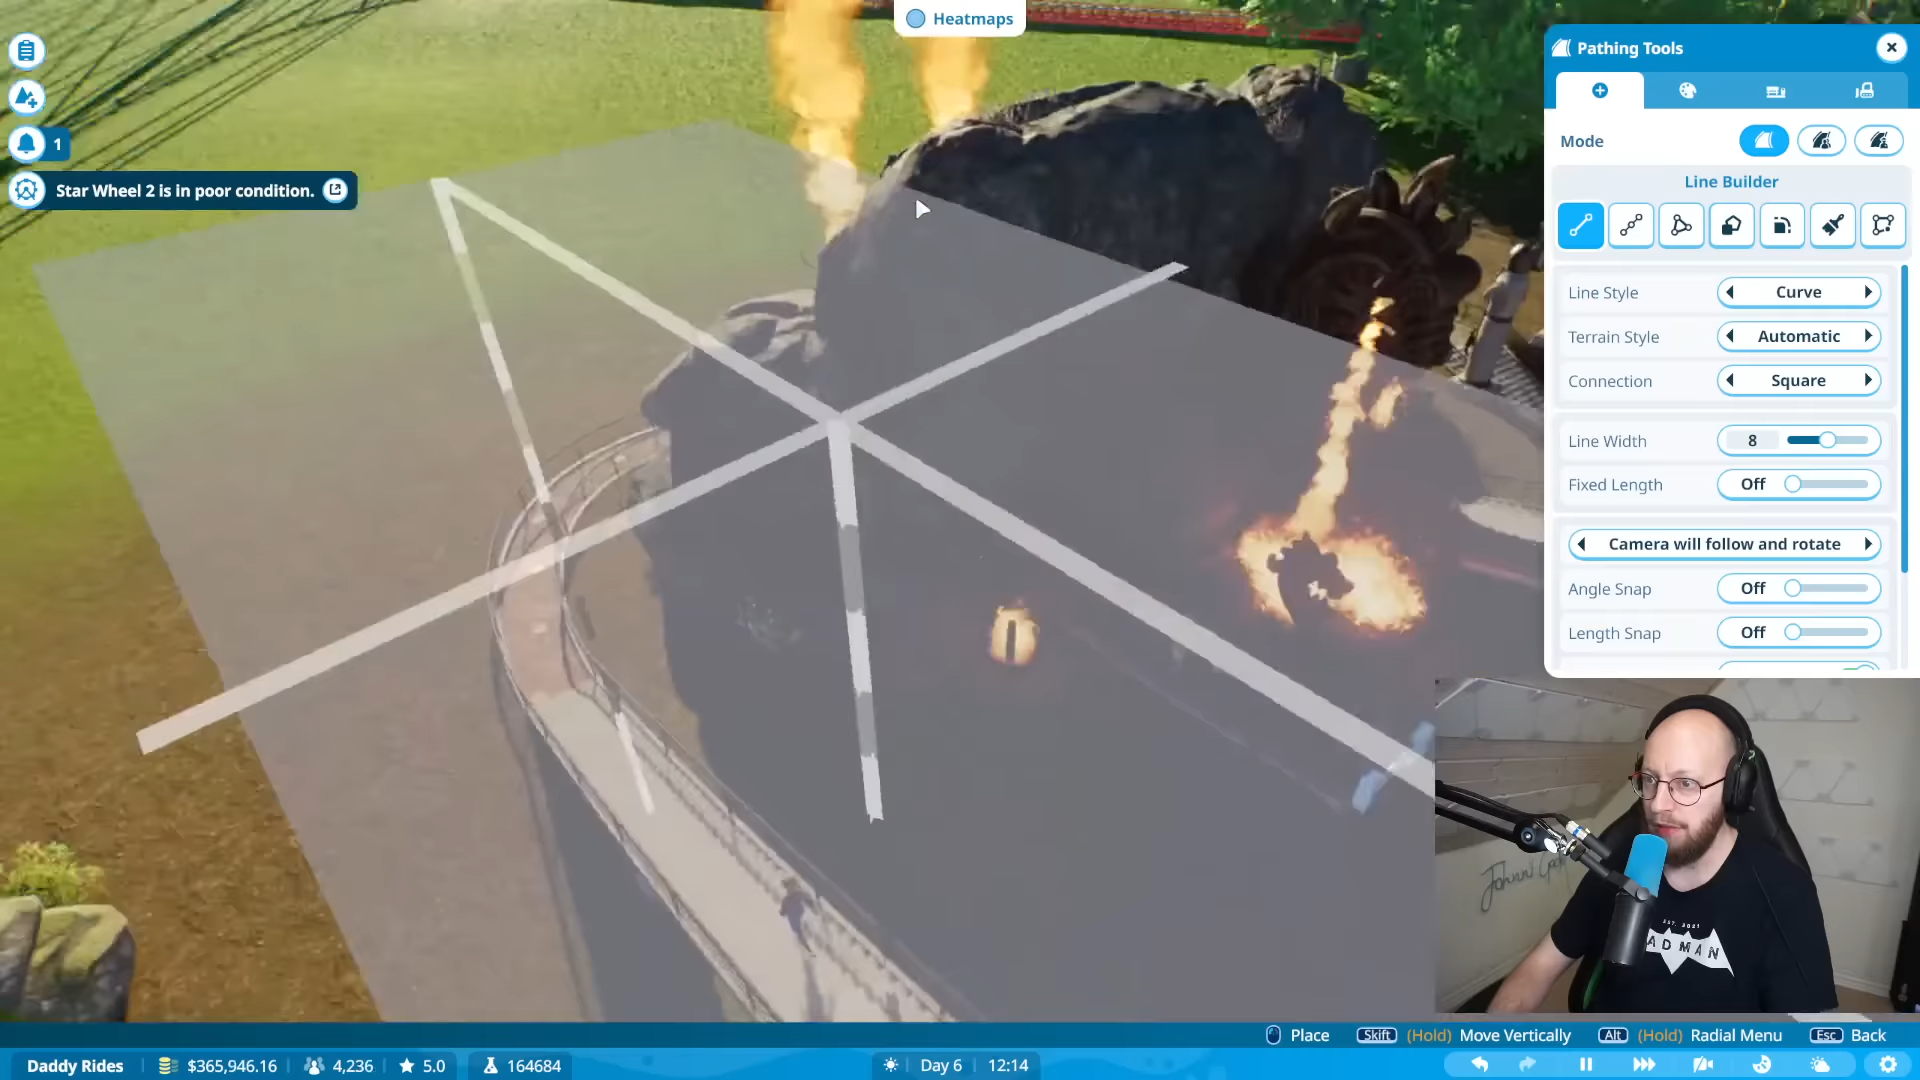 Heatmaps
1
Star Wheel 2 is in poor condition.
Pathing Tools
Mode
Line Builder
Line Style
Curve
Terrain Style
Automatic
Connection
Square
Line Width
8
Fixed Length
Off
Camera will follow and rotate
Angle Snap
Off
Length Snap
Off
EST. 2021
ADMAN
Place
Skift (Hold) Move Vertically
Alt (Hold) Radial Menu
Esc Back
Daddy Rides
$365,946.16
4,236
5.0
164684
Day 6
12:14